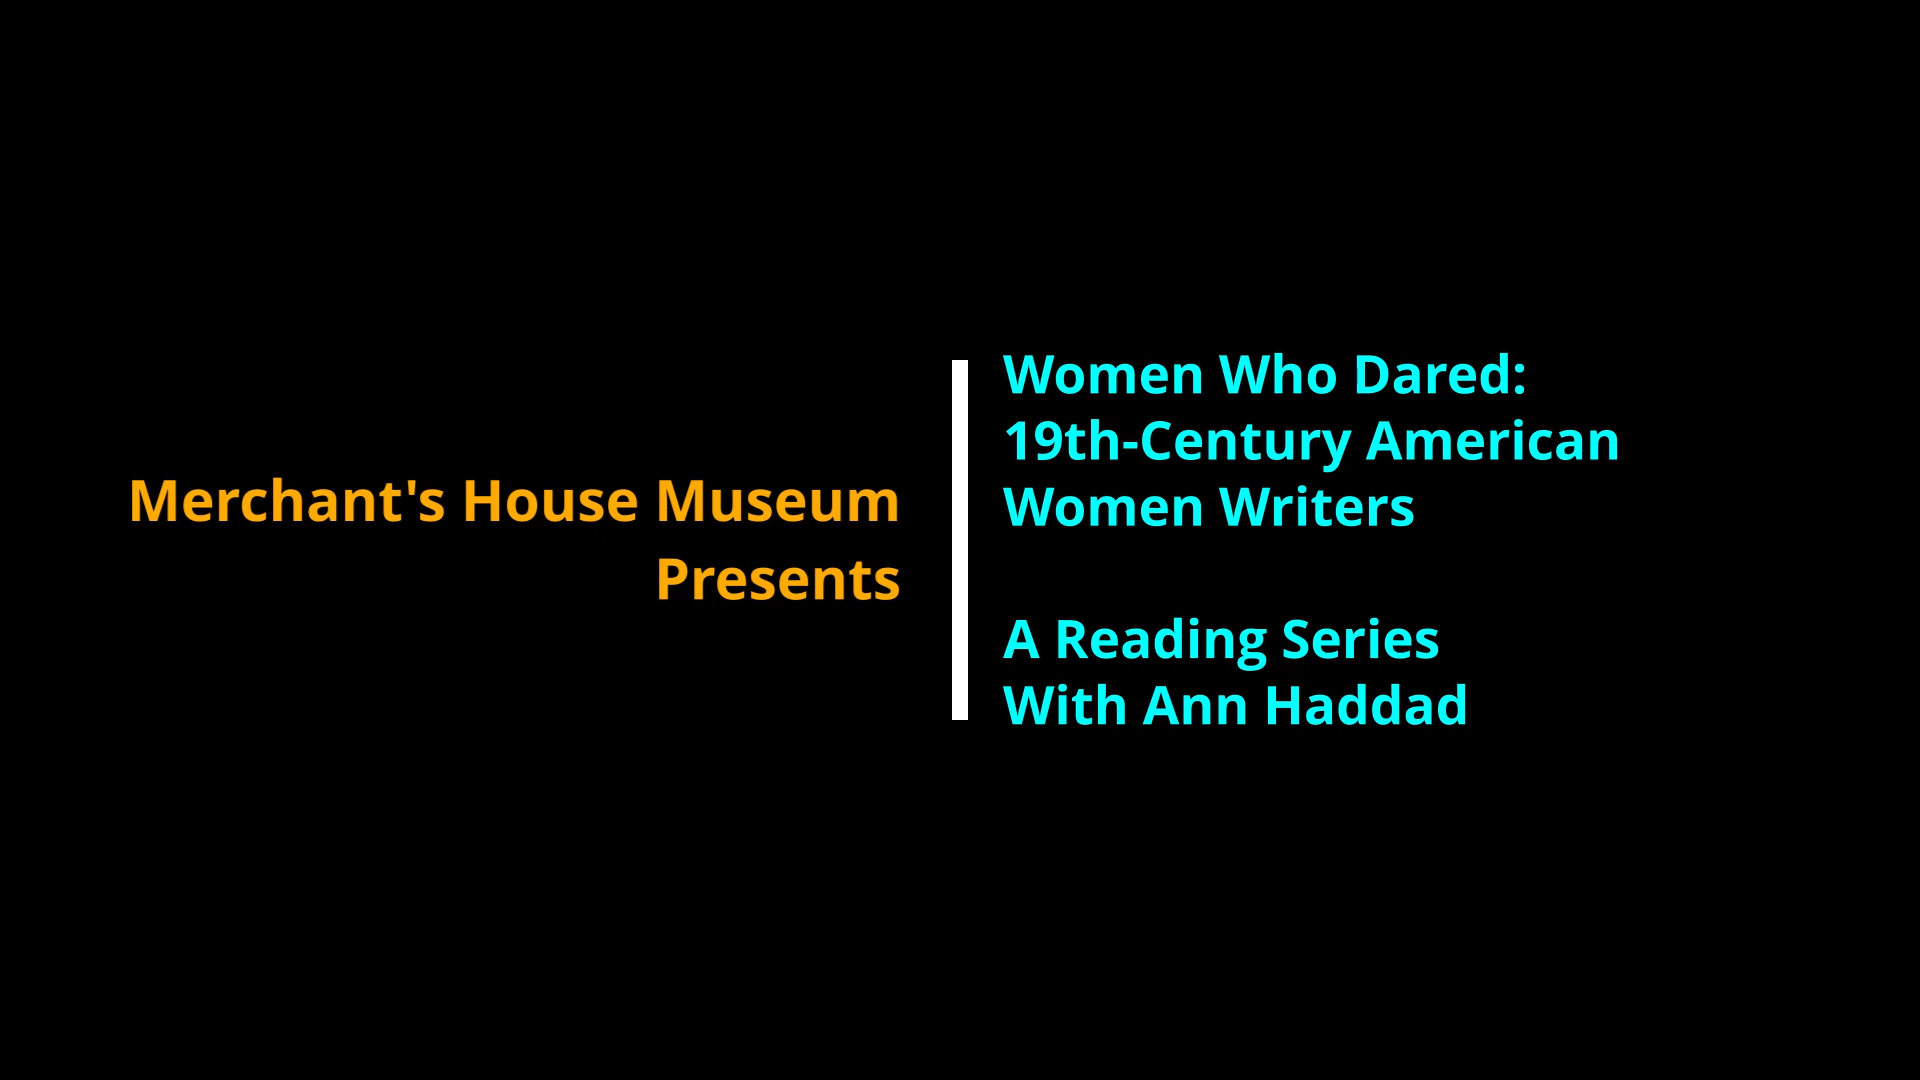 Merchant's House Museum
Presents
Women Who Dared:
19th-Century American
Women Writers
A Reading Series
With Ann Haddad